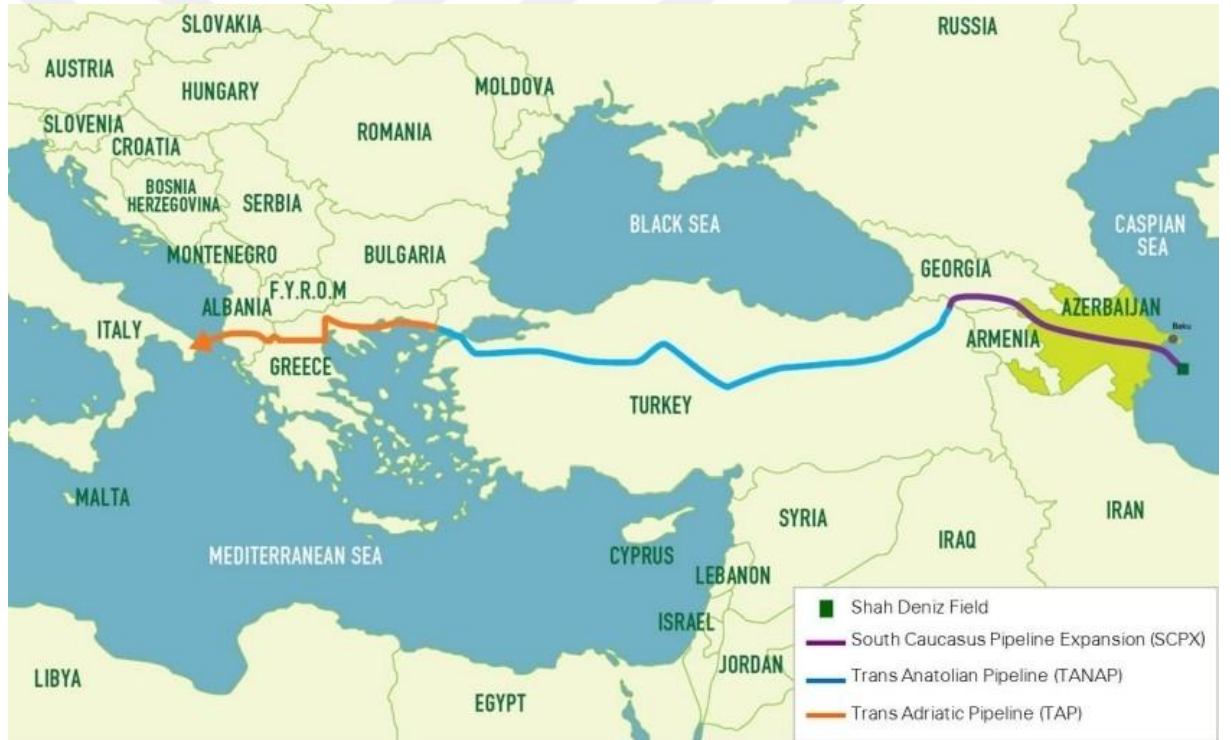 SLOVAKIA
RUSSIA
AUSTRIA
MOLDOVA
HUNGARY
SLOVENIA
ROMANIA
CROATIA
BOSNIA
HERZEGOVINA
SERBIA
BLACK SEA
CASPIAN
SEA
MONTENEGRO
BULGARIA
GEORGIA
F.Y.R.O.M
ALBANIA
AZERBAIJAN
ITALY
Baku
ARMENIA
GREECE
TURKEY
MALTA
SYRIA
IRAN
MEDITERRANEAN SEA
CYPRUS
IRAQ
LEBANON
ISRAEL
JORDAN
LIBYA
EGYPT
Shah Deniz Field
South Caucasus Pipeline Expansion (SCPX)
Trans Anatolian Pipeline (TANAP)
Trans Adriatic Pipeline (TAP)